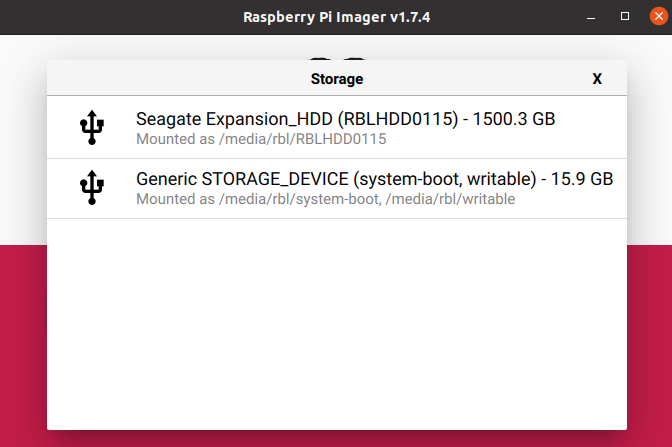 Raspberry Pi Imager v1.7.4
Storage
X
Seagate Expansion_HDD (RBLHDD0115) - 1500.3 GB
Mounted as /media/rbl/RBLHDD0115
Generic STORAGE_DEVICE (system-boot, writable) - 15.9 GB
Mounted as /media/rbl/system-boot, /media/rbl/writable